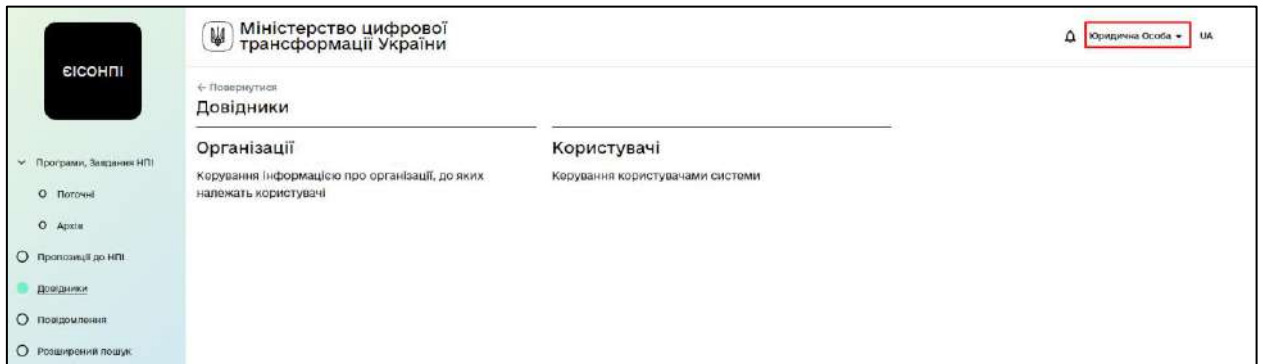 Міністерство цифрової
трансформації України
Юридична Особа
UA
ЄІСОНПІ
← Повернутися
Довідники
Організації
Керування інформацією про організації, до яких
належать користувачі
Користувачі
Керування користувачами системи
Програми, Завдання НПІ
Поточні
Архів
Пропозиції до НПІ
Довідники
Повідомлення
Розширений пошук